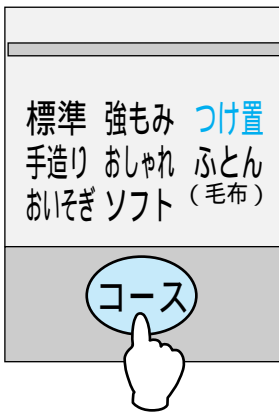 標準 強もみ つけ置
手造り おしゃれ ふとん
おいそぎ ソフト （毛布）
コース